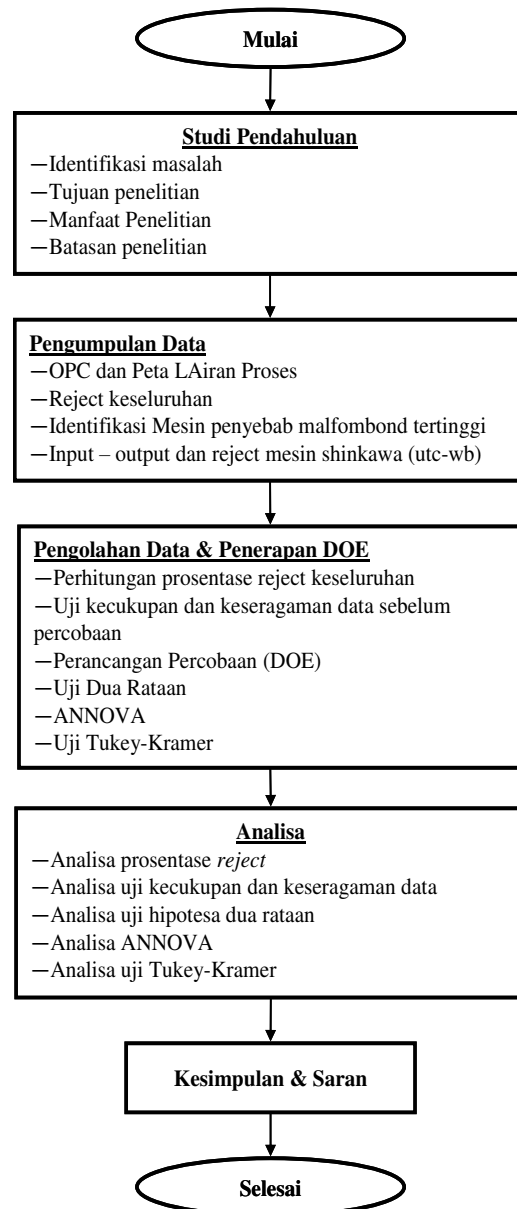 Mulai
Studi Pendahuluan
—Identifikasi masalah
—Tujuan penelitian
—Manfaat Penelitian
—Batasan penelitian
Pengumpulan Data
—OPC dan Peta LAiran Proses
—Reject keseluruhan
—Identifikasi Mesin penyebab malfombond tertinggi
—Input – output dan reject mesin shinkawa (utc-wb)
Pengolahan Data & Penerapan DOE
—Perhitungan prosentase reject keseluruhan
—Uji kecukupan dan keseragaman data sebelum
percobaan
—Perancangan Percobaan (DOE)
—Uji Dua Rataan
—ANNOVA
—Uji Tukey-Kramer
Analisa
—Analisa prosentase reject
—Analisa uji kecukupan dan keseragaman data
—Analisa uji hipotesa dua rataan
—Analisa ANNOVA
—Analisa uji Tukey-Kramer
Kesimpulan & Saran
Selesai